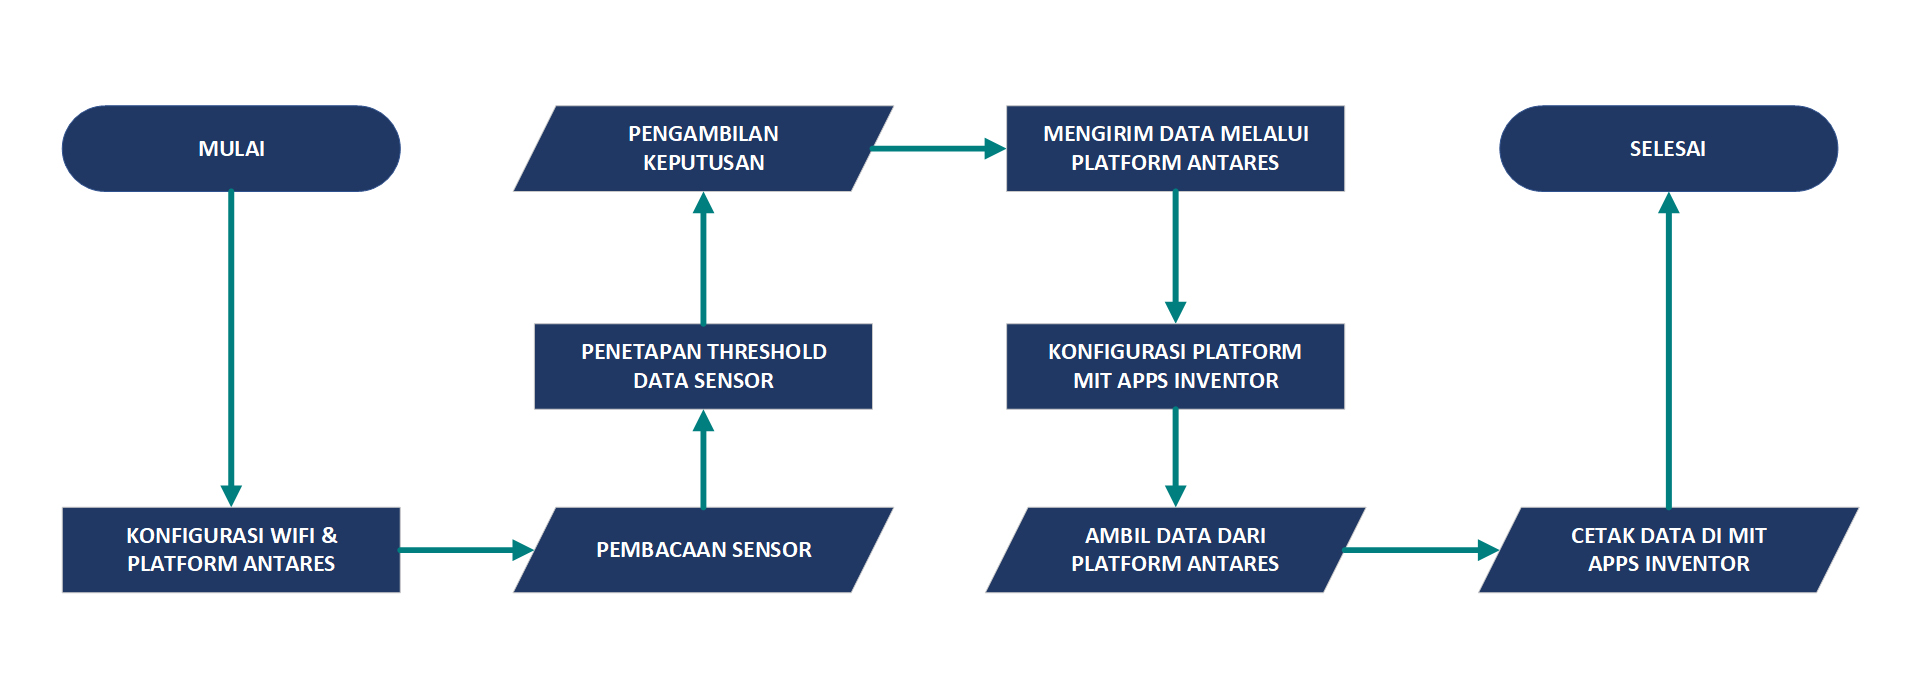 MULAI
KONFIGURASI WIFI &
PLATFORM ANTARES
PEMBACAAN SENSOR
PENETAPAN THRESHOLD
DATA SENSOR
PENGAMBILAN
KEPUTUSAN
MENGIRIM DATA MELALUI
PLATFORM ANTARES
KONFIGURASI PLATFORM
MIT APPS INVENTOR
AMBIL DATA DARI
PLATFORM ANTARES
CETAK DATA DI MIT
APPS INVENTOR
SELESAI